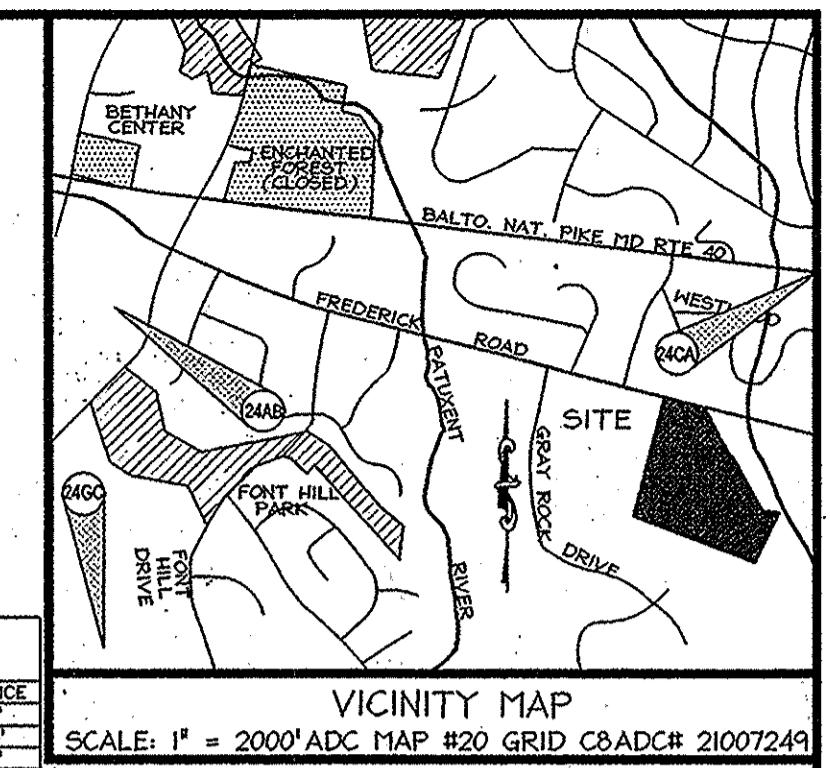 BETHANY
CENTER
ENCHANTED
FOREST
(CLOSED)
BALTO. NAT. PIKE MD RTE 40
FREDERICK
ROAD
24CA
24AB
PATUXENT
RIVER
SITE
GRAY ROCK
DRIVE
24GC
FONT HILL
PARK
FONT
HILL
DRIVE
VICINITY MAP
SCALE: 1" = 2000' ADC MAP #20 GRID C8 ADC# 21007249